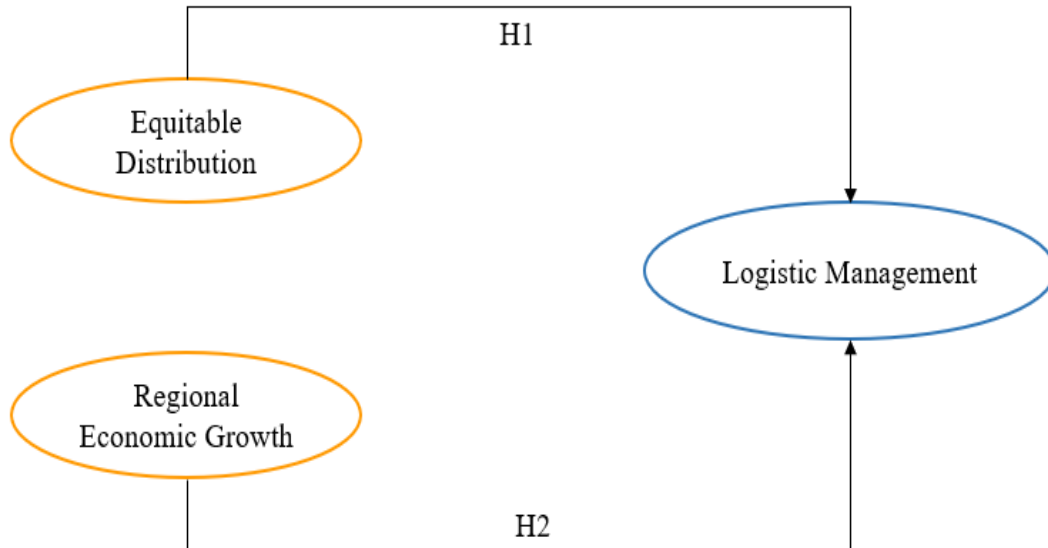 H1
Equitable
Distribution
Logistic Management
Regional
Economic Growth
H2